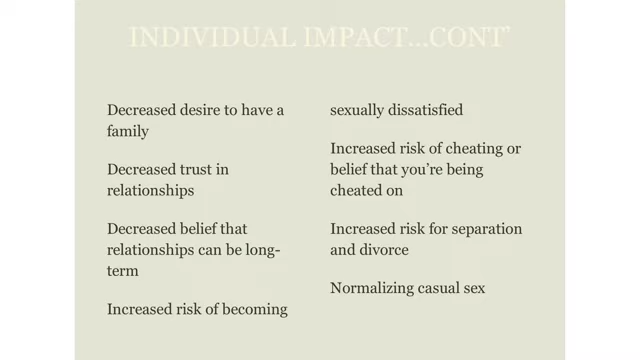 INDIVIDUAL IMPACT...CONT'
Decreased desire to have a
family
Decreased trust in
relationships
Decreased belief that
relationships can be long-
term
Increased risk of becoming
sexually dissatisfied
Increased risk of cheating or
belief that you're being
cheated on
Increased risk for separation
and divorce
Normalizing casual sex